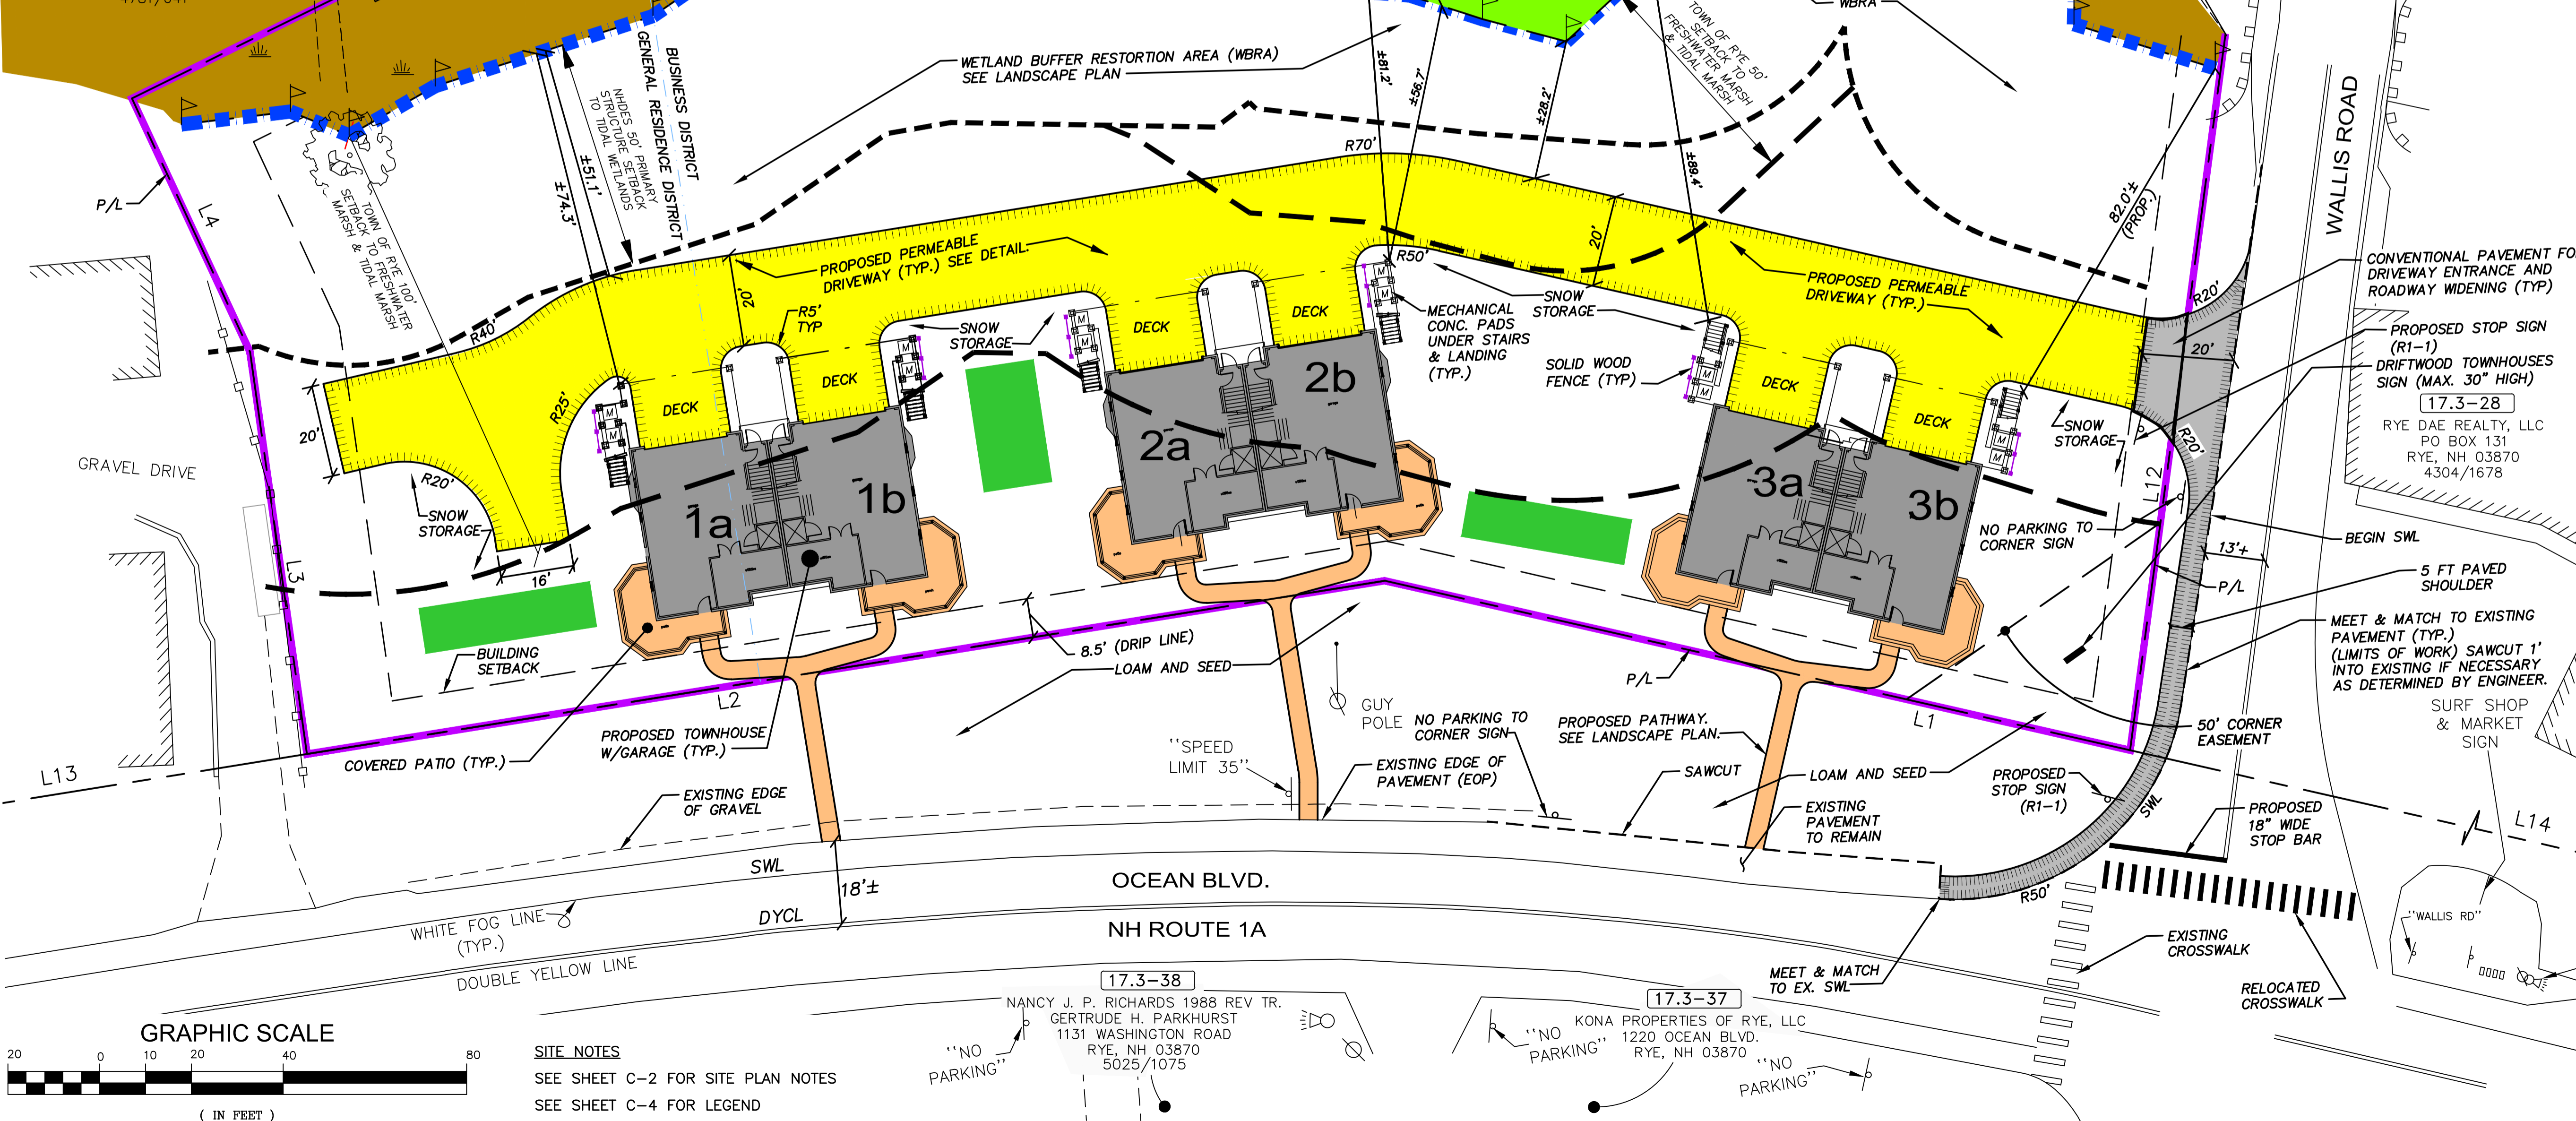 WETLAND BUFFER RESTORTION AREA (WBRA)
SEE LANDSCAPE PLAN
WBRA
TOWN OF RYE 50'
SETBACK TO
FRESHWATER MARSH
& TIDAL MARSH
BUSINESS DISTRICT
GENERAL RESIDENCE DISTRICT
NHDES 50' PRIMARY
STRUCTURE SETBACK
TO TIDAL WETLANDS
±74.3'
±51.1'
±81.2'
±56.7'
±28.2'
±89.4'
82.0'±
(PROP.)
WALLIS ROAD
P/L
L4
TOWN OF RYE 100'
SETBACK TO FRESHWATER
MARSH & TIDAL MARSH
R70'
R40'
R25'
20'
R20'
16'
20'
R5'
TYP
PROPOSED PERMEABLE
DRIVEWAY (TYP.) SEE DETAIL.
PROPOSED PERMEABLE
DRIVEWAY (TYP.)
20'
R50'
SNOW
STORAGE
SNOW
STORAGE
SNOW
STORAGE
SNOW
STORAGE
MECHANICAL
CONC. PADS
UNDER STAIRS
& LANDING
(TYP.)
SOLID WOOD
FENCE (TYP)
DECK
DECK
DECK
DECK
DECK
DECK
M
M
M
M
M
M
M
M
M
M
M
M
1a
1b
2a
2b
3a
3b
R20'
20'
R20'
CONVENTIONAL PAVEMENT FO
DRIVEWAY ENTRANCE AND
ROADWAY WIDENING (TYP)
PROPOSED STOP SIGN
(R1-1)
DRIFTWOOD TOWNHOUSES
SIGN (MAX. 30" HIGH)
17.3-28
RYE DAE REALTY, LLC
PO BOX 131
RYE, NH 03870
4304/1678
L12
NO PARKING TO
CORNER SIGN
BEGIN SWL
13'±
5 FT PAVED
SHOULDER
P/L
MEET & MATCH TO EXISTING
PAVEMENT (TYP.)
(LIMITS OF WORK) SAWCUT 1'
INTO EXISTING IF NECESSARY
AS DETERMINED BY ENGINEER.
SURF SHOP
& MARKET
SIGN
50' CORNER
EASEMENT
GRAVEL DRIVE
L3
BUILDING
SETBACK
L2
8.5' (DRIP LINE)
LOAM AND SEED
P/L
L1
GUY
POLE
COVERED PATIO (TYP.)
PROPOSED TOWNHOUSE
W/GARAGE (TYP.)
"SPEED
LIMIT 35"
NO PARKING TO
CORNER SIGN
PROPOSED PATHWAY.
SEE LANDSCAPE PLAN.
EXISTING EDGE OF
PAVEMENT (EOP)
SAWCUT
LOAM AND SEED
PROPOSED
STOP SIGN
(R1-1)
EXISTING
PAVEMENT
TO REMAIN
SWL
PROPOSED
18" WIDE
STOP BAR
L13
L14
EXISTING EDGE
OF GRAVEL
SWL
18'±
DYCL
OCEAN BLVD.
NH ROUTE 1A
R50'
WHITE FOG LINE
(TYP.)
DOUBLE YELLOW LINE
"WALLIS RD"
EXISTING
CROSSWALK
RELOCATED
CROSSWALK
MEET & MATCH
TO EX. SWL
17.3-38
NANCY J. P. RICHARDS 1988 REV TR.
GERTRUDE H. PARKHURST
1131 WASHINGTON ROAD
RYE, NH 03870
5025/1075
17.3-37
KONA PROPERTIES OF RYE, LLC
1220 OCEAN BLVD.
RYE, NH 03870
"NO
PARKING"
"NO
PARKING"
"NO
PARKING"
GRAPHIC SCALE
20 0 10 20 40 80
( IN FEET )
SITE NOTES
SEE SHEET C-2 FOR SITE PLAN NOTES
SEE SHEET C-4 FOR LEGEND